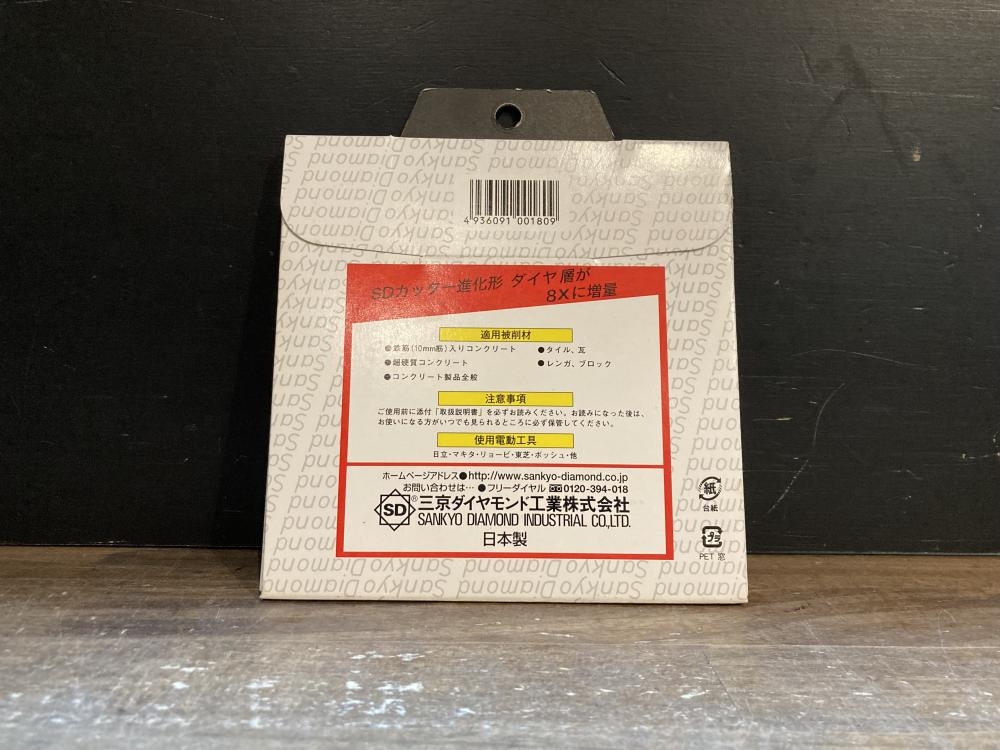 Sankyo Diamond
4936091 001809
SDカッター進化形 ダイヤ層が
8Xに増量
適用被削材
●鉄筋(10mm筋)入りコンクリート ●タイル、瓦
●超硬質コンクリート ●レンガ、ブロック
●コンクリート製品全般
注意事項
ご使用前に添付「取扱説明書」を必ずお読みください。お読みになった後は、
お使いになる方がいつでも見られるところに必ず保管してください。
使用電動工具
日立・マキタ・リョービ・東芝・ボッシュ・他
ホームページアドレス●http://www.sankyo-diamond.co.jp
お問い合わせは… ●フリーダイヤル 0120-394-018
SD® 三京ダイヤモンド工業株式会社
SANKYO DIAMOND INDUSTRIAL CO.,LTD.
日本製
紙
台紙
プラ
PET 窓